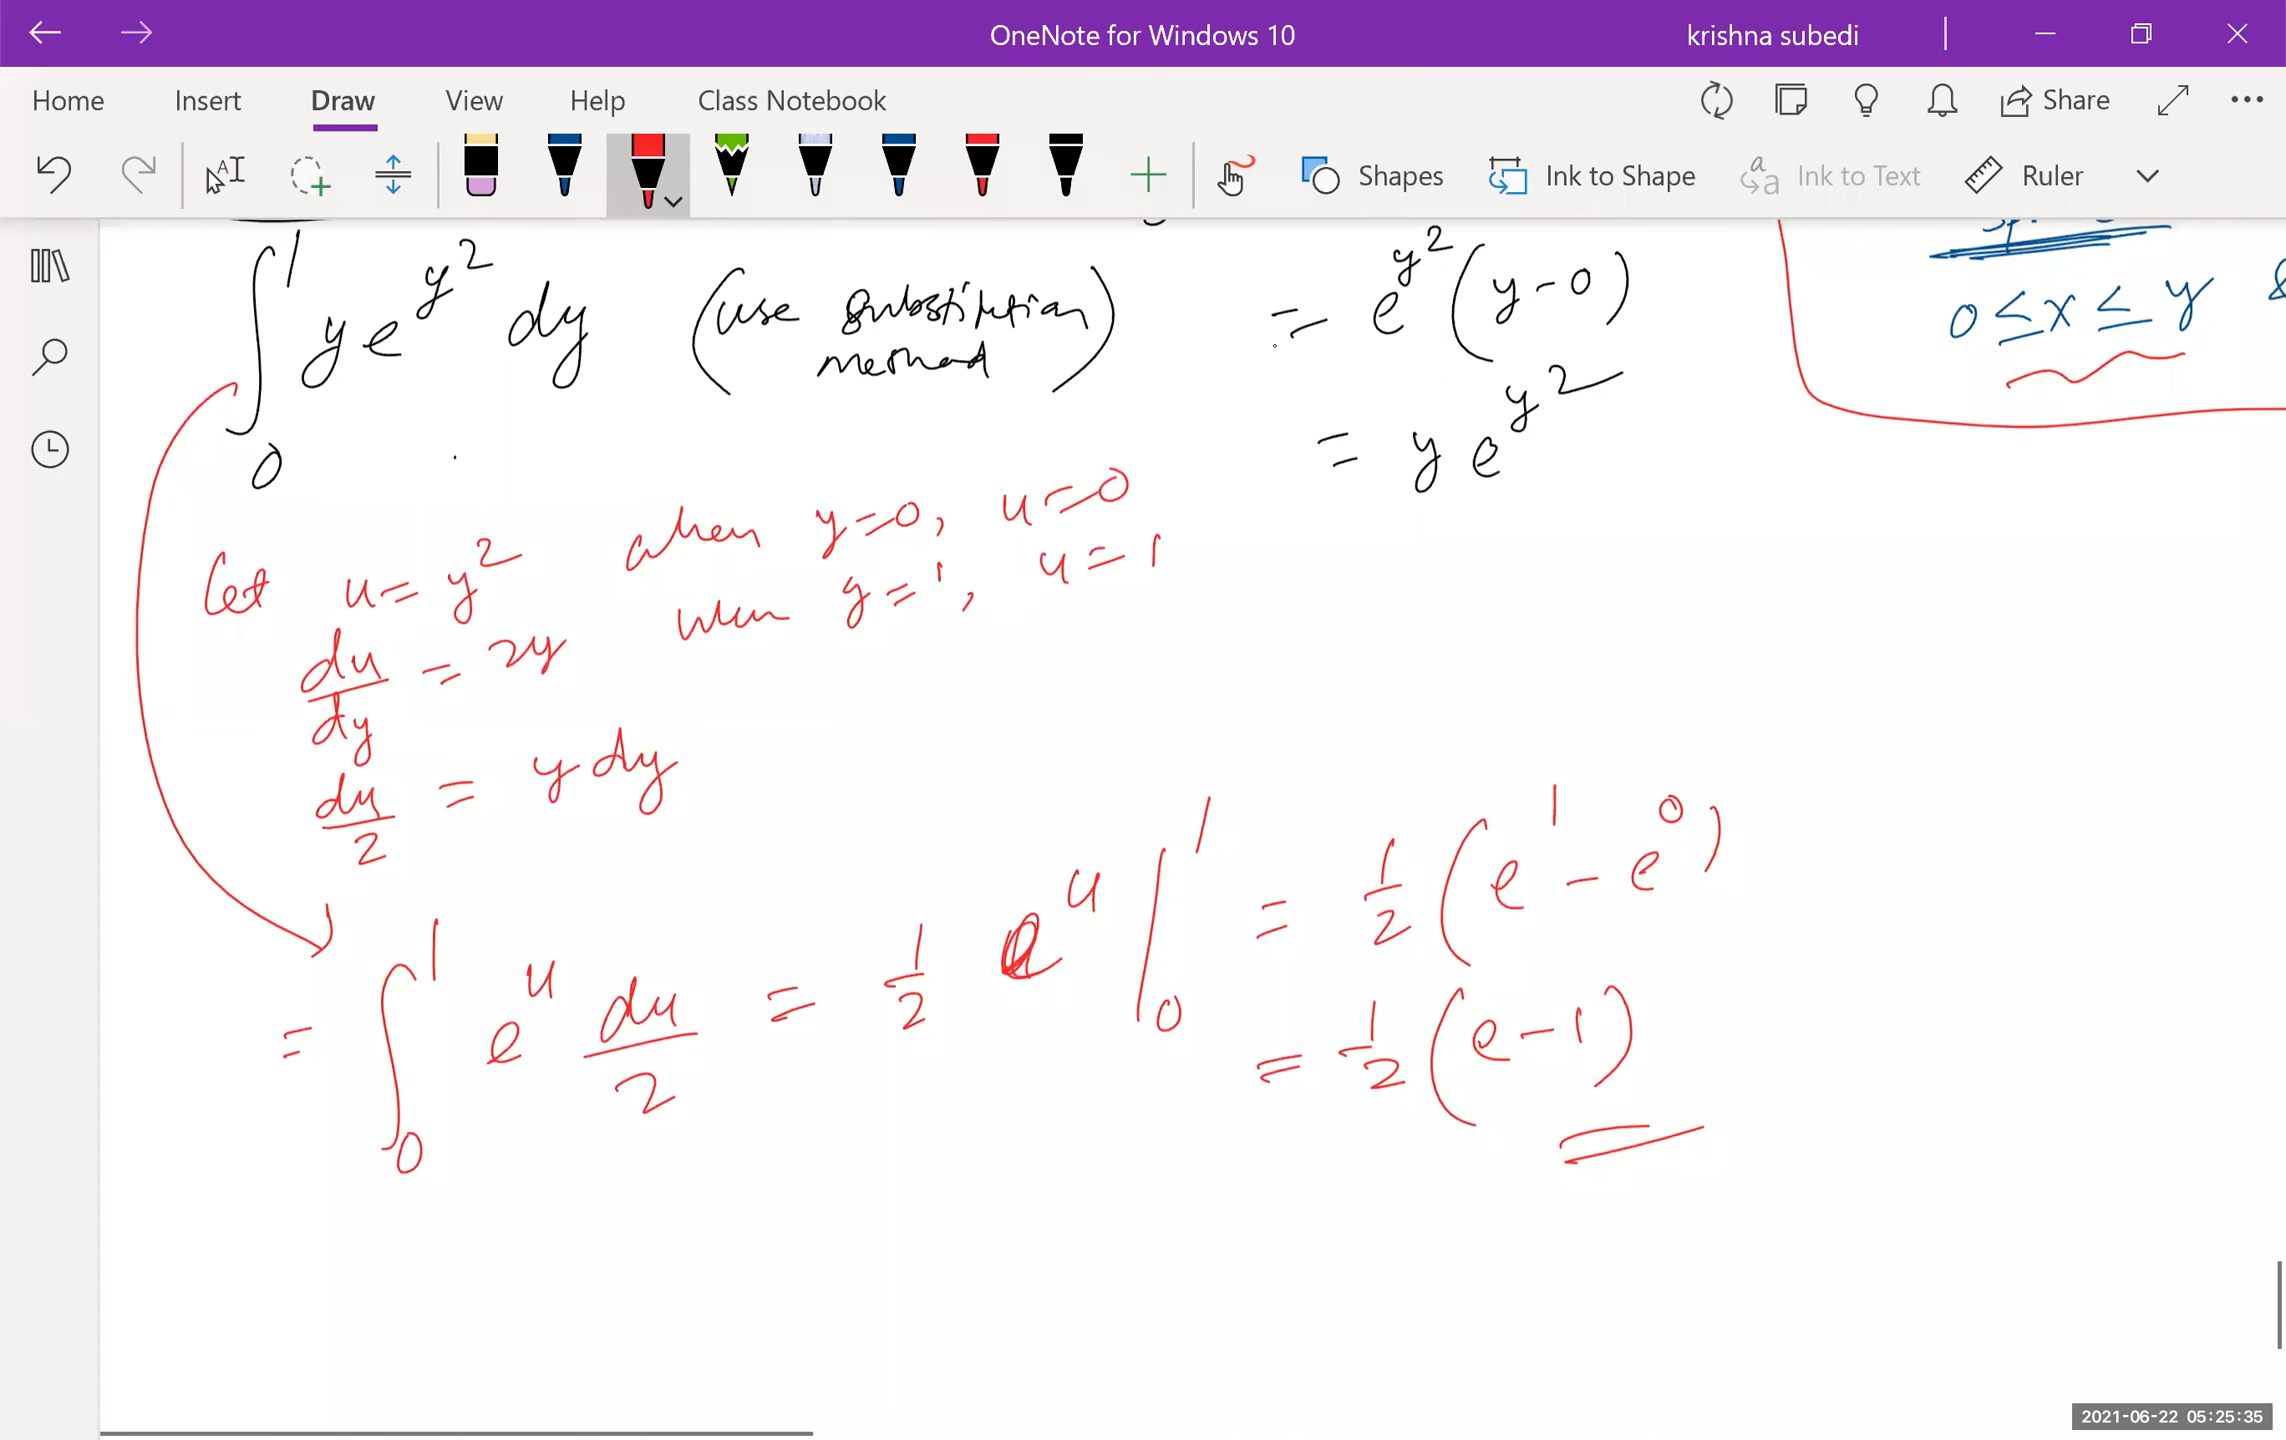 OneNote for Windows 10
krishna subedi
Home Insert Draw View Help Class Notebook Share
Shapes Ink to Shape Ink to Text Ruler
∫₀¹ y e^{y²} dy (use substitution method)
= e^{y²} (y-0)
= y e^{y²}
0 ≤ x ≤ y &
Let u = y² when y=0, u=0
when y=1, u=1
du/dy = 2y
du/2 = y dy
= ∫₀¹ e^u du/2 = 1/2 e^u |₀¹ = 1/2 (e¹ - e⁰)
= 1/2 (e-1)
2021-06-22 05:25:35